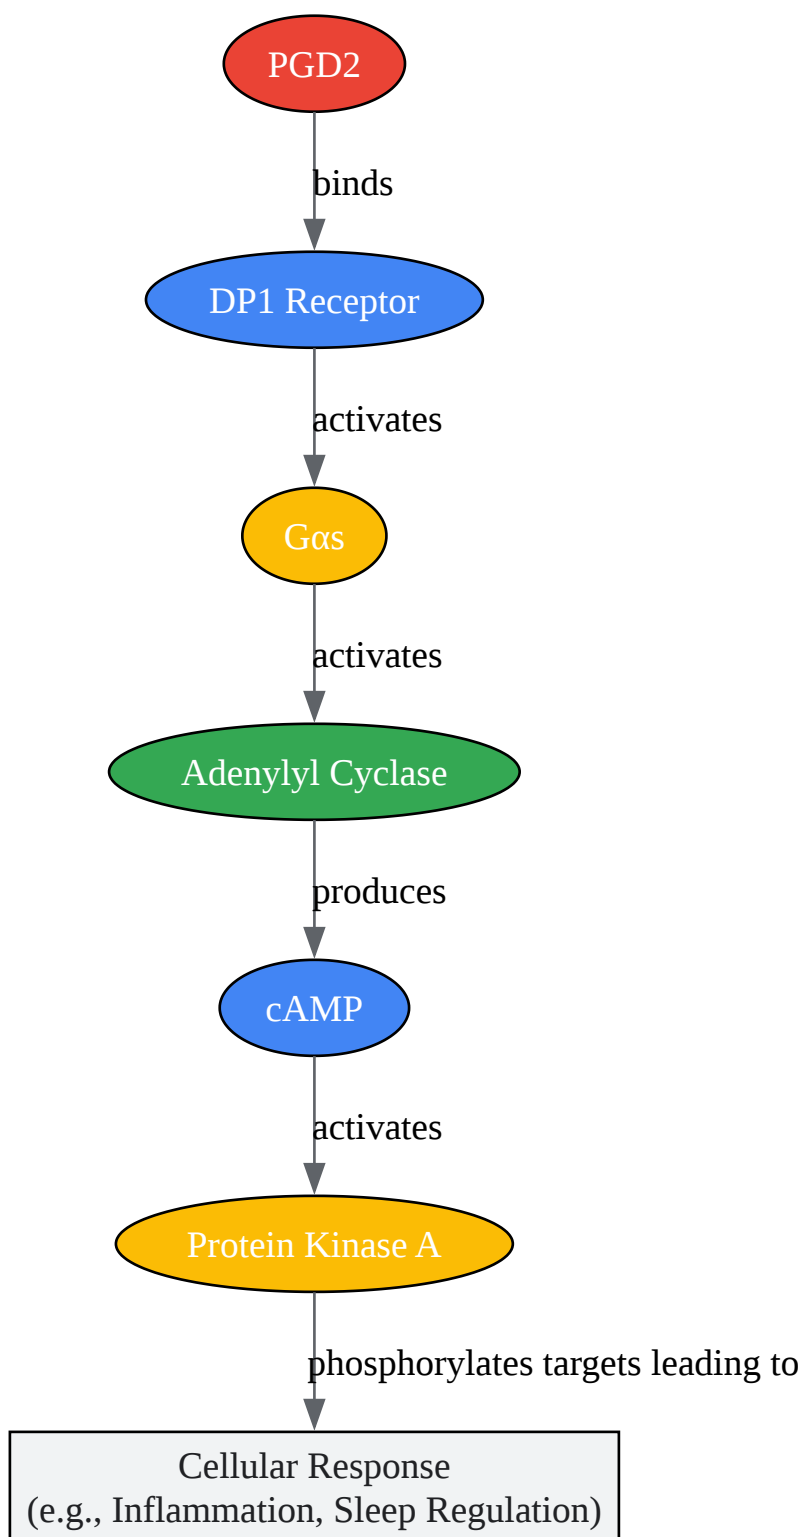 PGD2
binds
DP1 Receptor
activates
Gαs
activates
Adenylyl Cyclase
produces
cAMP
activates
Protein Kinase A
phosphorylates targets leading to
Cellular Response
(e.g., Inflammation, Sleep Regulation)